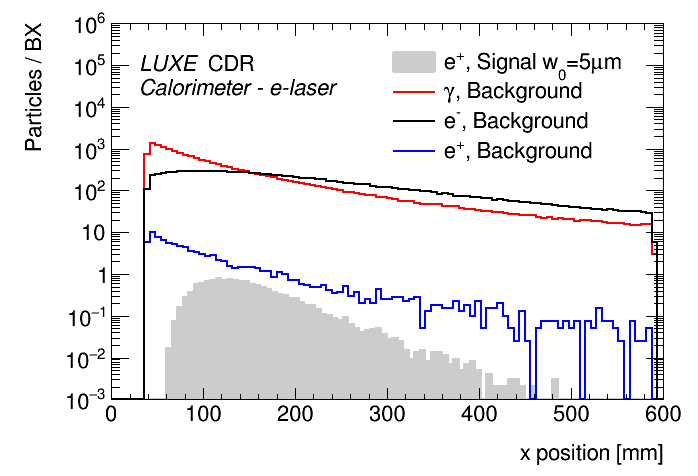 Particles / BX
10⁶
10⁵
10⁴
10³
10²
10
1
10⁻¹
10⁻²
10⁻³
LUXE CDR
Calorimeter - e-laser
e⁺, Signal w₀=5μm
γ, Background
e⁻, Background
e⁺, Background
0 100 200 300 400 500 600
x position [mm]